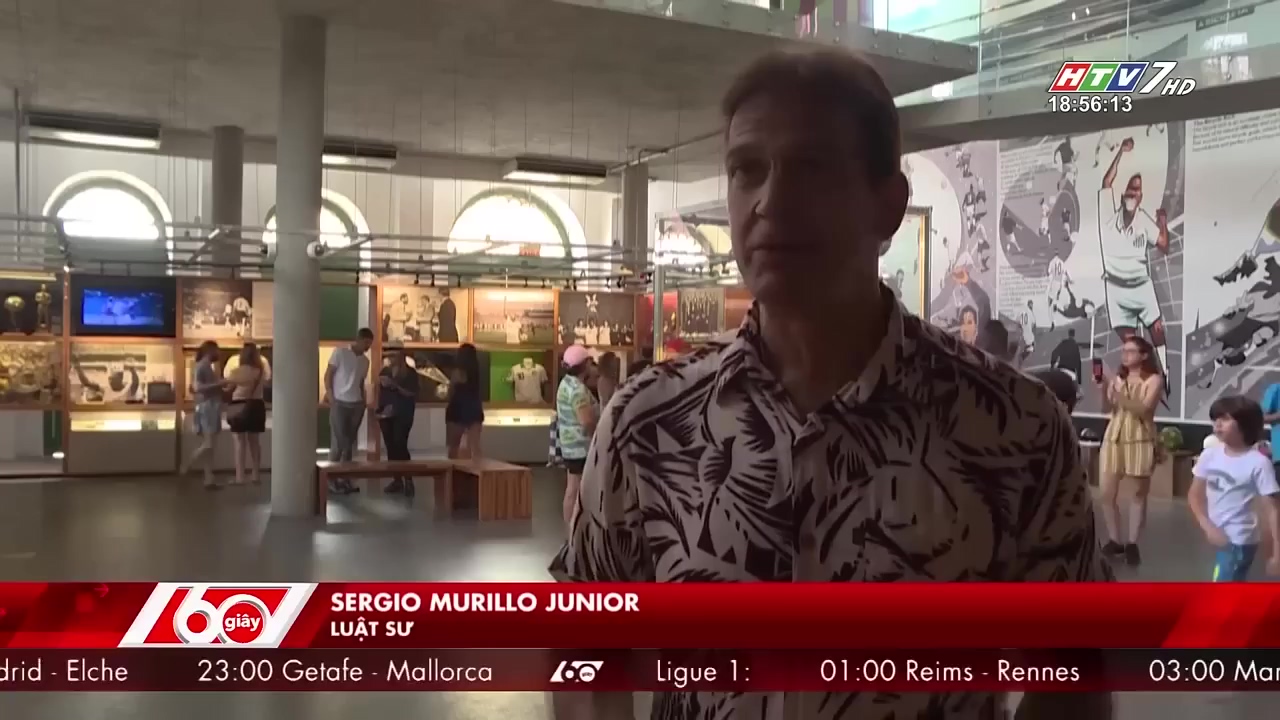 HTV7 HD
18:56:13
60 giây
SERGIO MURILLO JUNIOR
LUẬT SƯ
drid - Elche 23:00 Getafe - Mallorca 60 Ligue 1: 01:00 Reims - Rennes 03:00 Mar